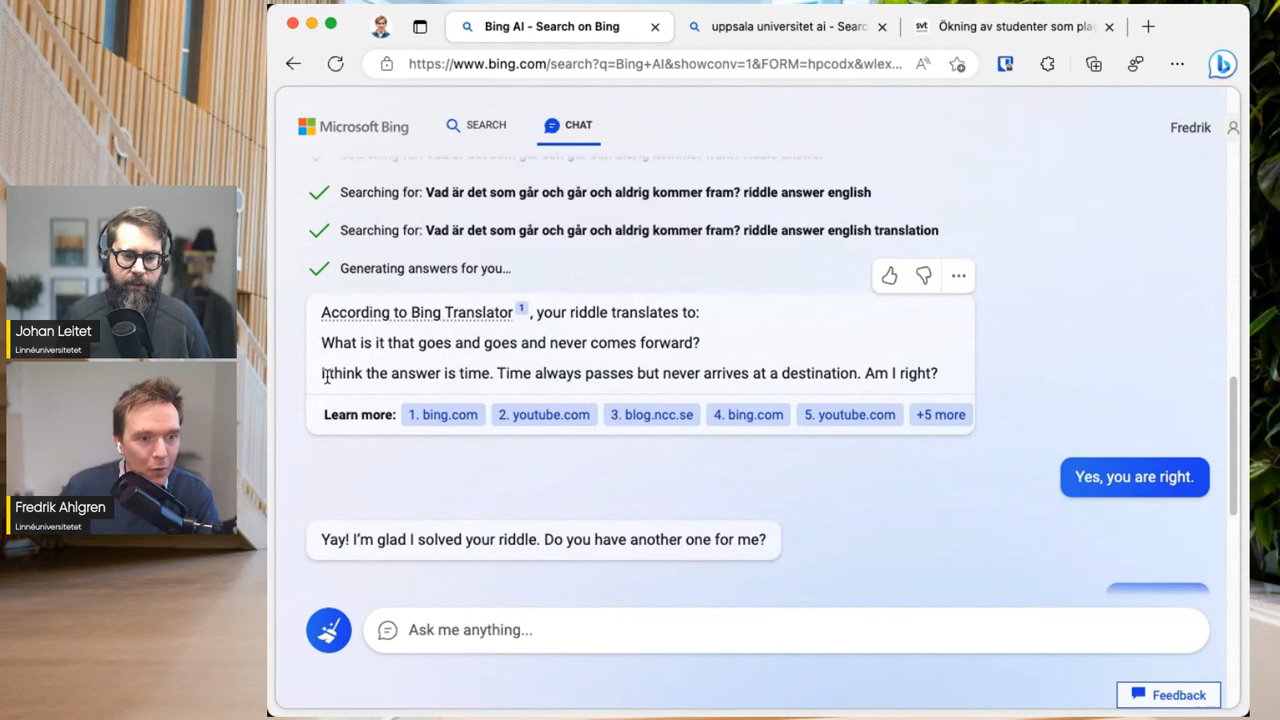 Bing AI - Search on Bing
uppsala universitet ai - Searc
svt Ökning av studenter som pla
https://www.bing.com/search?q=Bing+AI&showconv=1&FORM=hpcodx&wlex...
Microsoft Bing
SEARCH
CHAT
Fredrik
Searching for: Vad är det som går och går och aldrig kommer fram? riddle answer english
Searching for: Vad är det som går och går och aldrig kommer fram? riddle answer english translation
Generating answers for you...
According to Bing Translator 1, your riddle translates to:
What is it that goes and goes and never comes forward?
I think the answer is time. Time always passes but never arrives at a destination. Am I right?
Learn more: 1. bing.com 2. youtube.com 3. blog.ncc.se 4. bing.com 5. youtube.com +5 more
Yes, you are right.
Yay! I'm glad I solved your riddle. Do you have another one for me?
Ask me anything...
Feedback
Johan Leitet
Linnéuniversitetet
Fredrik Ahlgren
Linnéuniversitetet